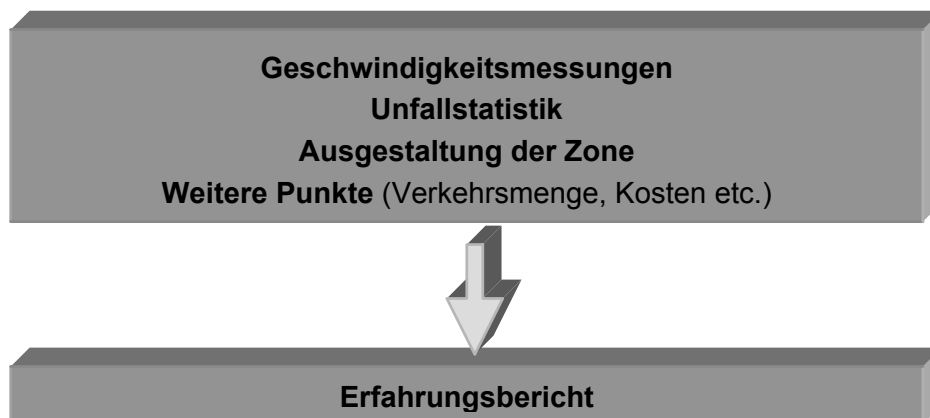 Geschwindigkeitsmessungen
Unfallstatistik
Ausgestaltung der Zone
Weitere Punkte (Verkehrsmenge, Kosten etc.)
Erfahrungsbericht